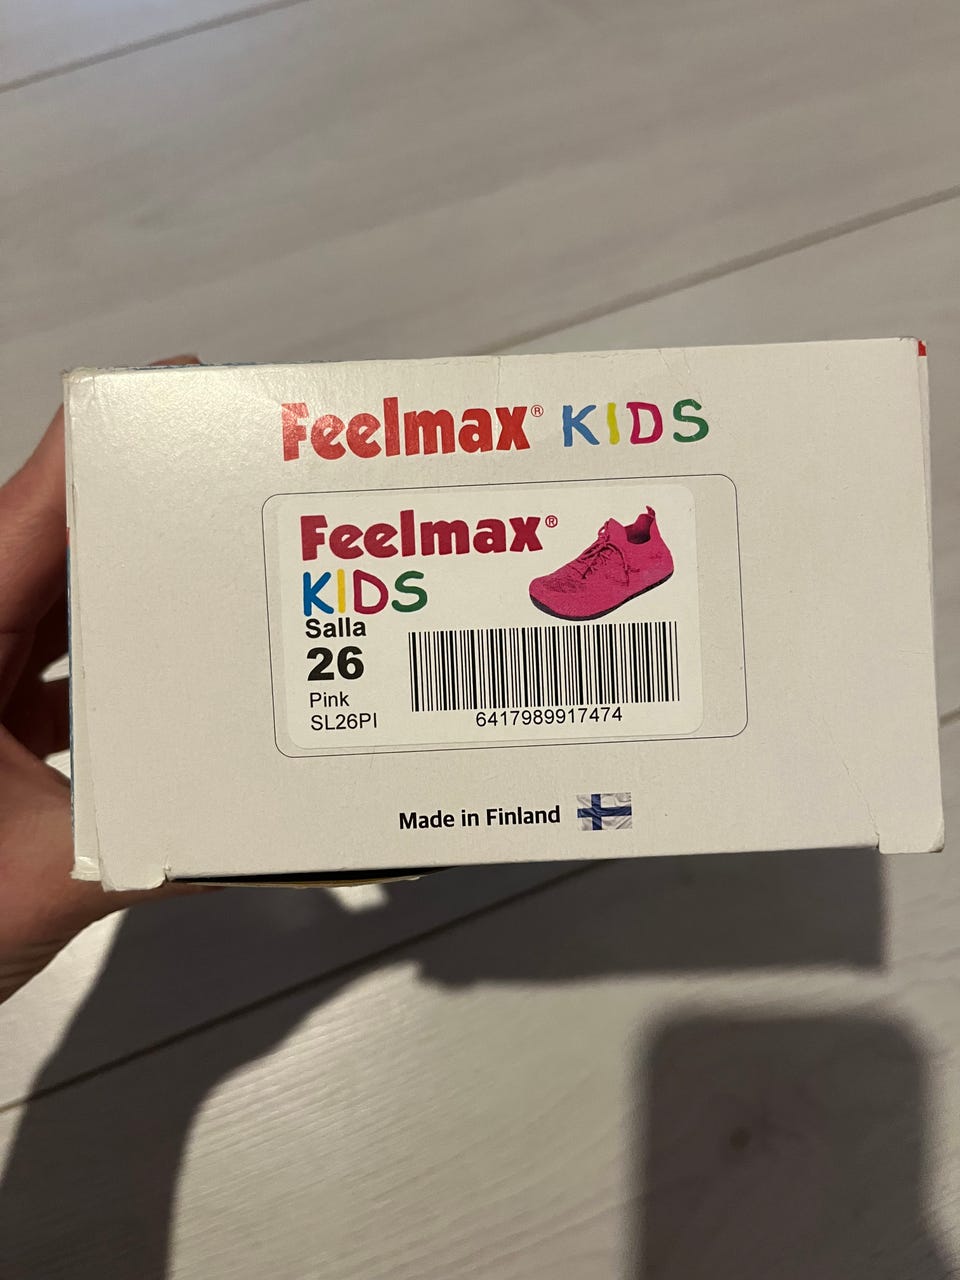 Feelmax® KIDS
Feelmax®
KIDS
Salla
26
Pink
SL26PI
6417989917474
Made in Finland